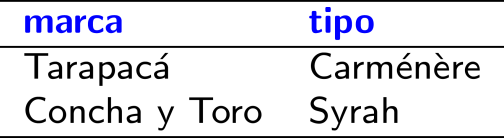 marca tipo
Tarapacá Carménère
Concha y Toro Syrah